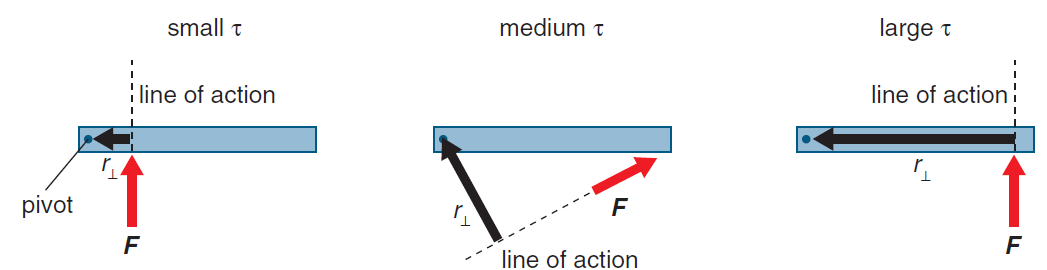 small τ
line of action
r⊥
pivot
F
medium τ
r⊥
F
line of action
large τ
line of action
r⊥
F